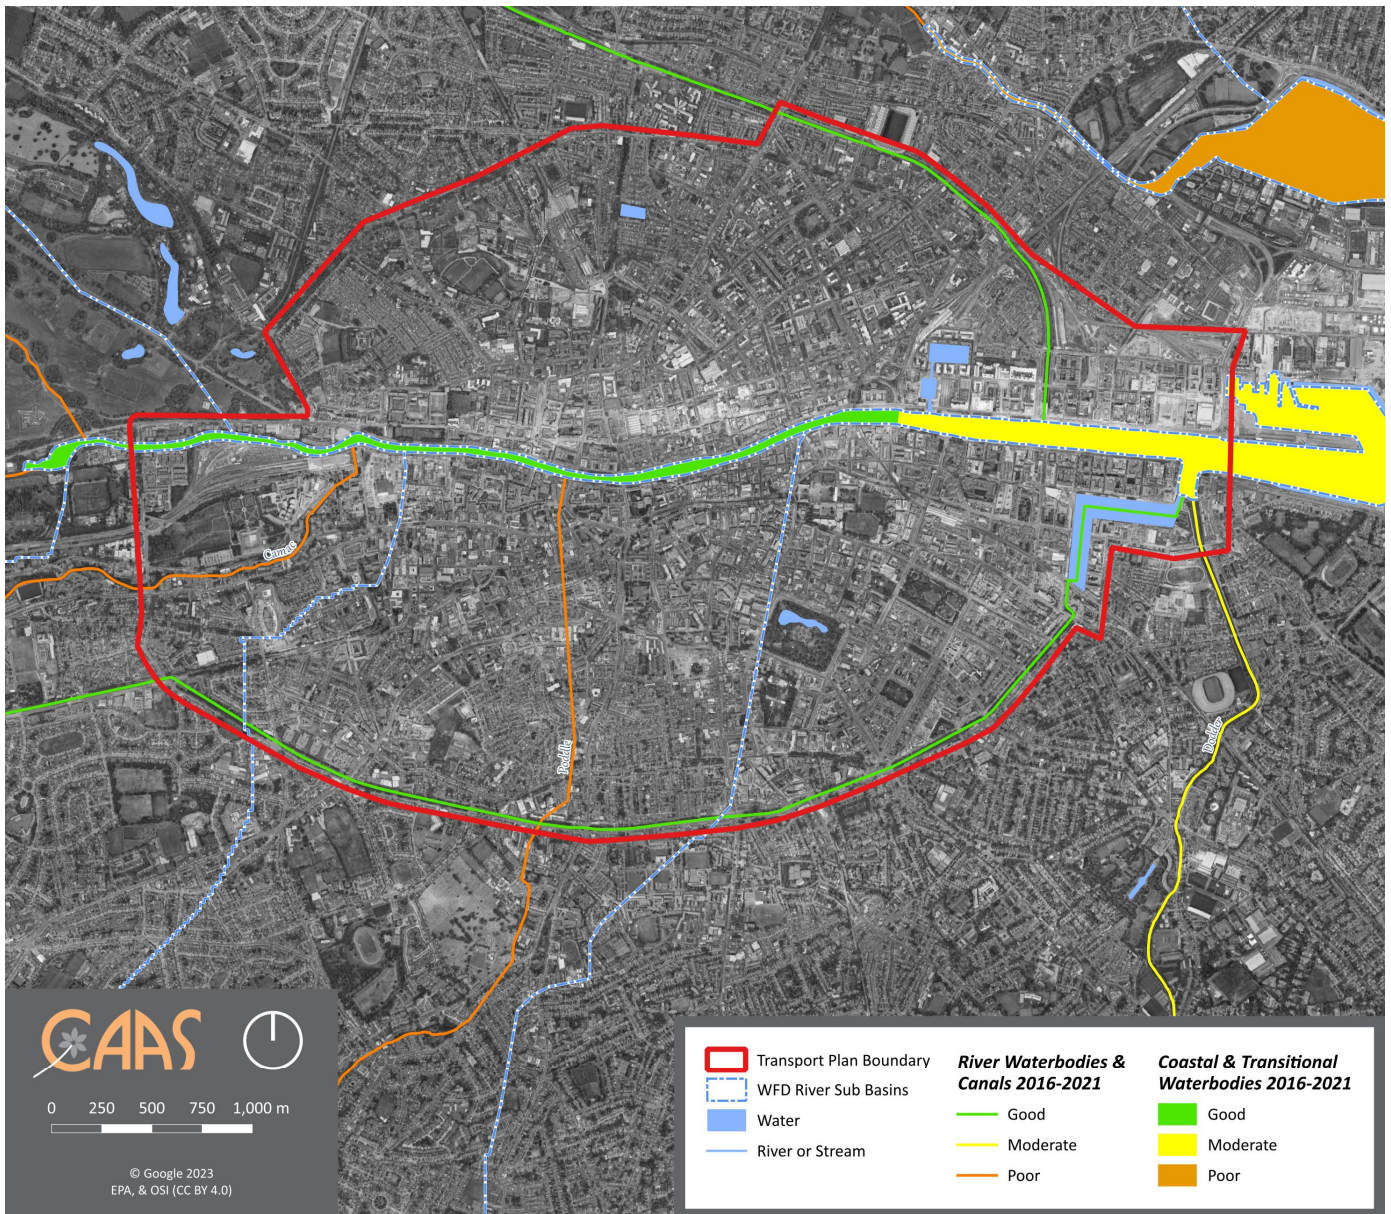 Camac
Poddle
Dodder
CAAS
0 250 500 750 1,000 m
© Google 2023
EPA, & OSI (CC BY 4.0)
Transport Plan Boundary
WFD River Sub Basins
Water
River or Stream
River Waterbodies &
Canals 2016-2021
Good
Moderate
Poor
Coastal & Transitional
Waterbodies 2016-2021
Good
Moderate
Poor